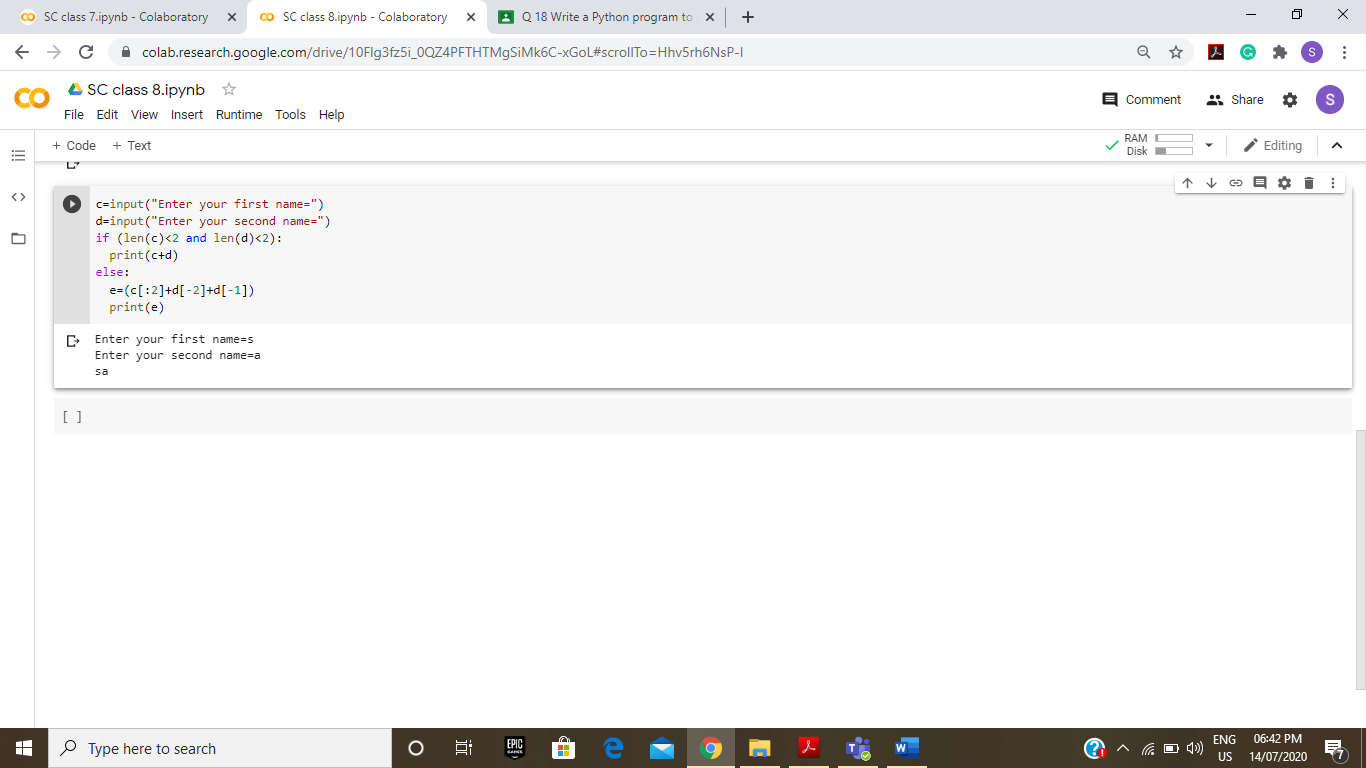 SC class 7.ipynb - Colaboratory
SC class 8.ipynb - Colaboratory
Q 18 Write a Python program to
colab.research.google.com/drive/10Flg3fz5i_0QZ4PFTHTMgSiMk6C-xGoL#scrollTo=Hhv5rh6NsP-I
S
SC class 8.ipynb
Comment
Share
S
File Edit View Insert Runtime Tools Help
+ Code + Text
RAM
Disk
Editing
c=input("Enter your first name=")
d=input("Enter your second name=")
if (len(c)<2 and len(d)<2):
print(c+d)
else:
e=(c[:2]+d[-2]+d[-1])
print(e)
Enter your first name=s
Enter your second name=a
sa
[ ]
Type here to search
EPIC
GAMES
ENG
US
06:42 PM
14/07/2020
7